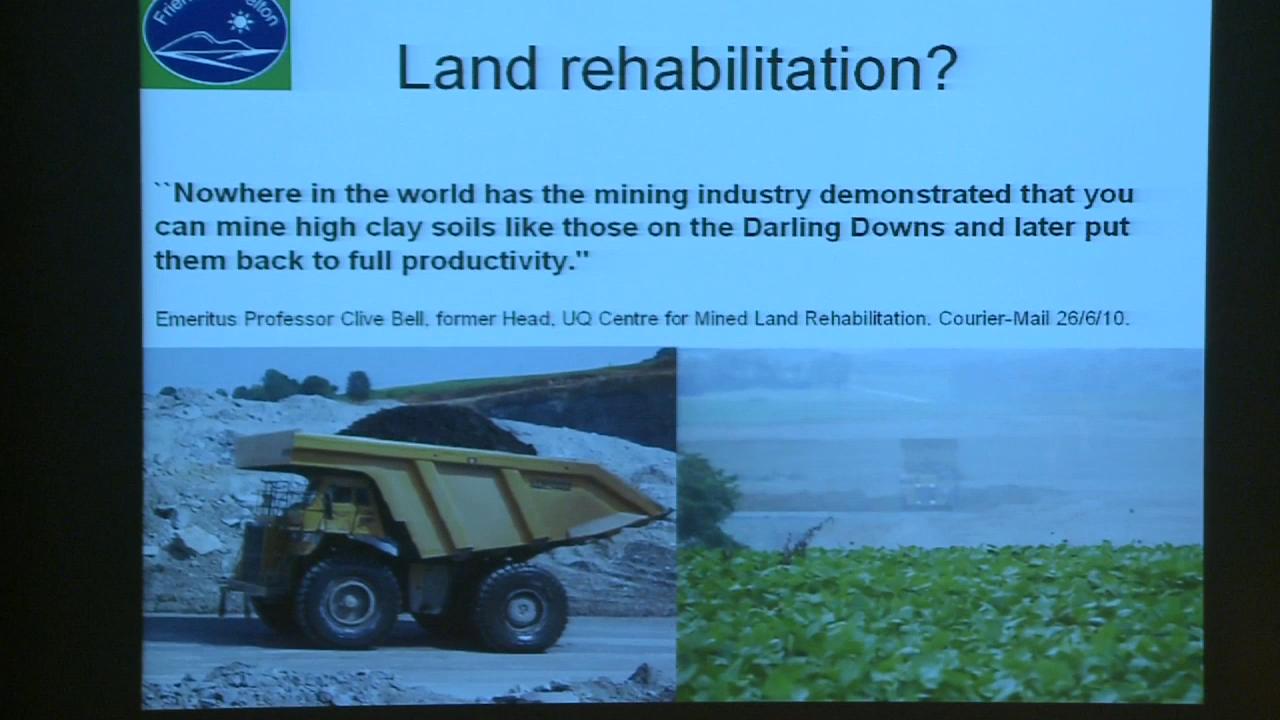 Land rehabilitation?
``Nowhere in the world has the mining industry demonstrated that you
can mine high clay soils like those on the Darling Downs and later put
them back to full productivity."
Emeritus Professor Clive Bell, former Head, UQ Centre for Mined Land Rehabilitation. Courier-Mail 26/6/10.